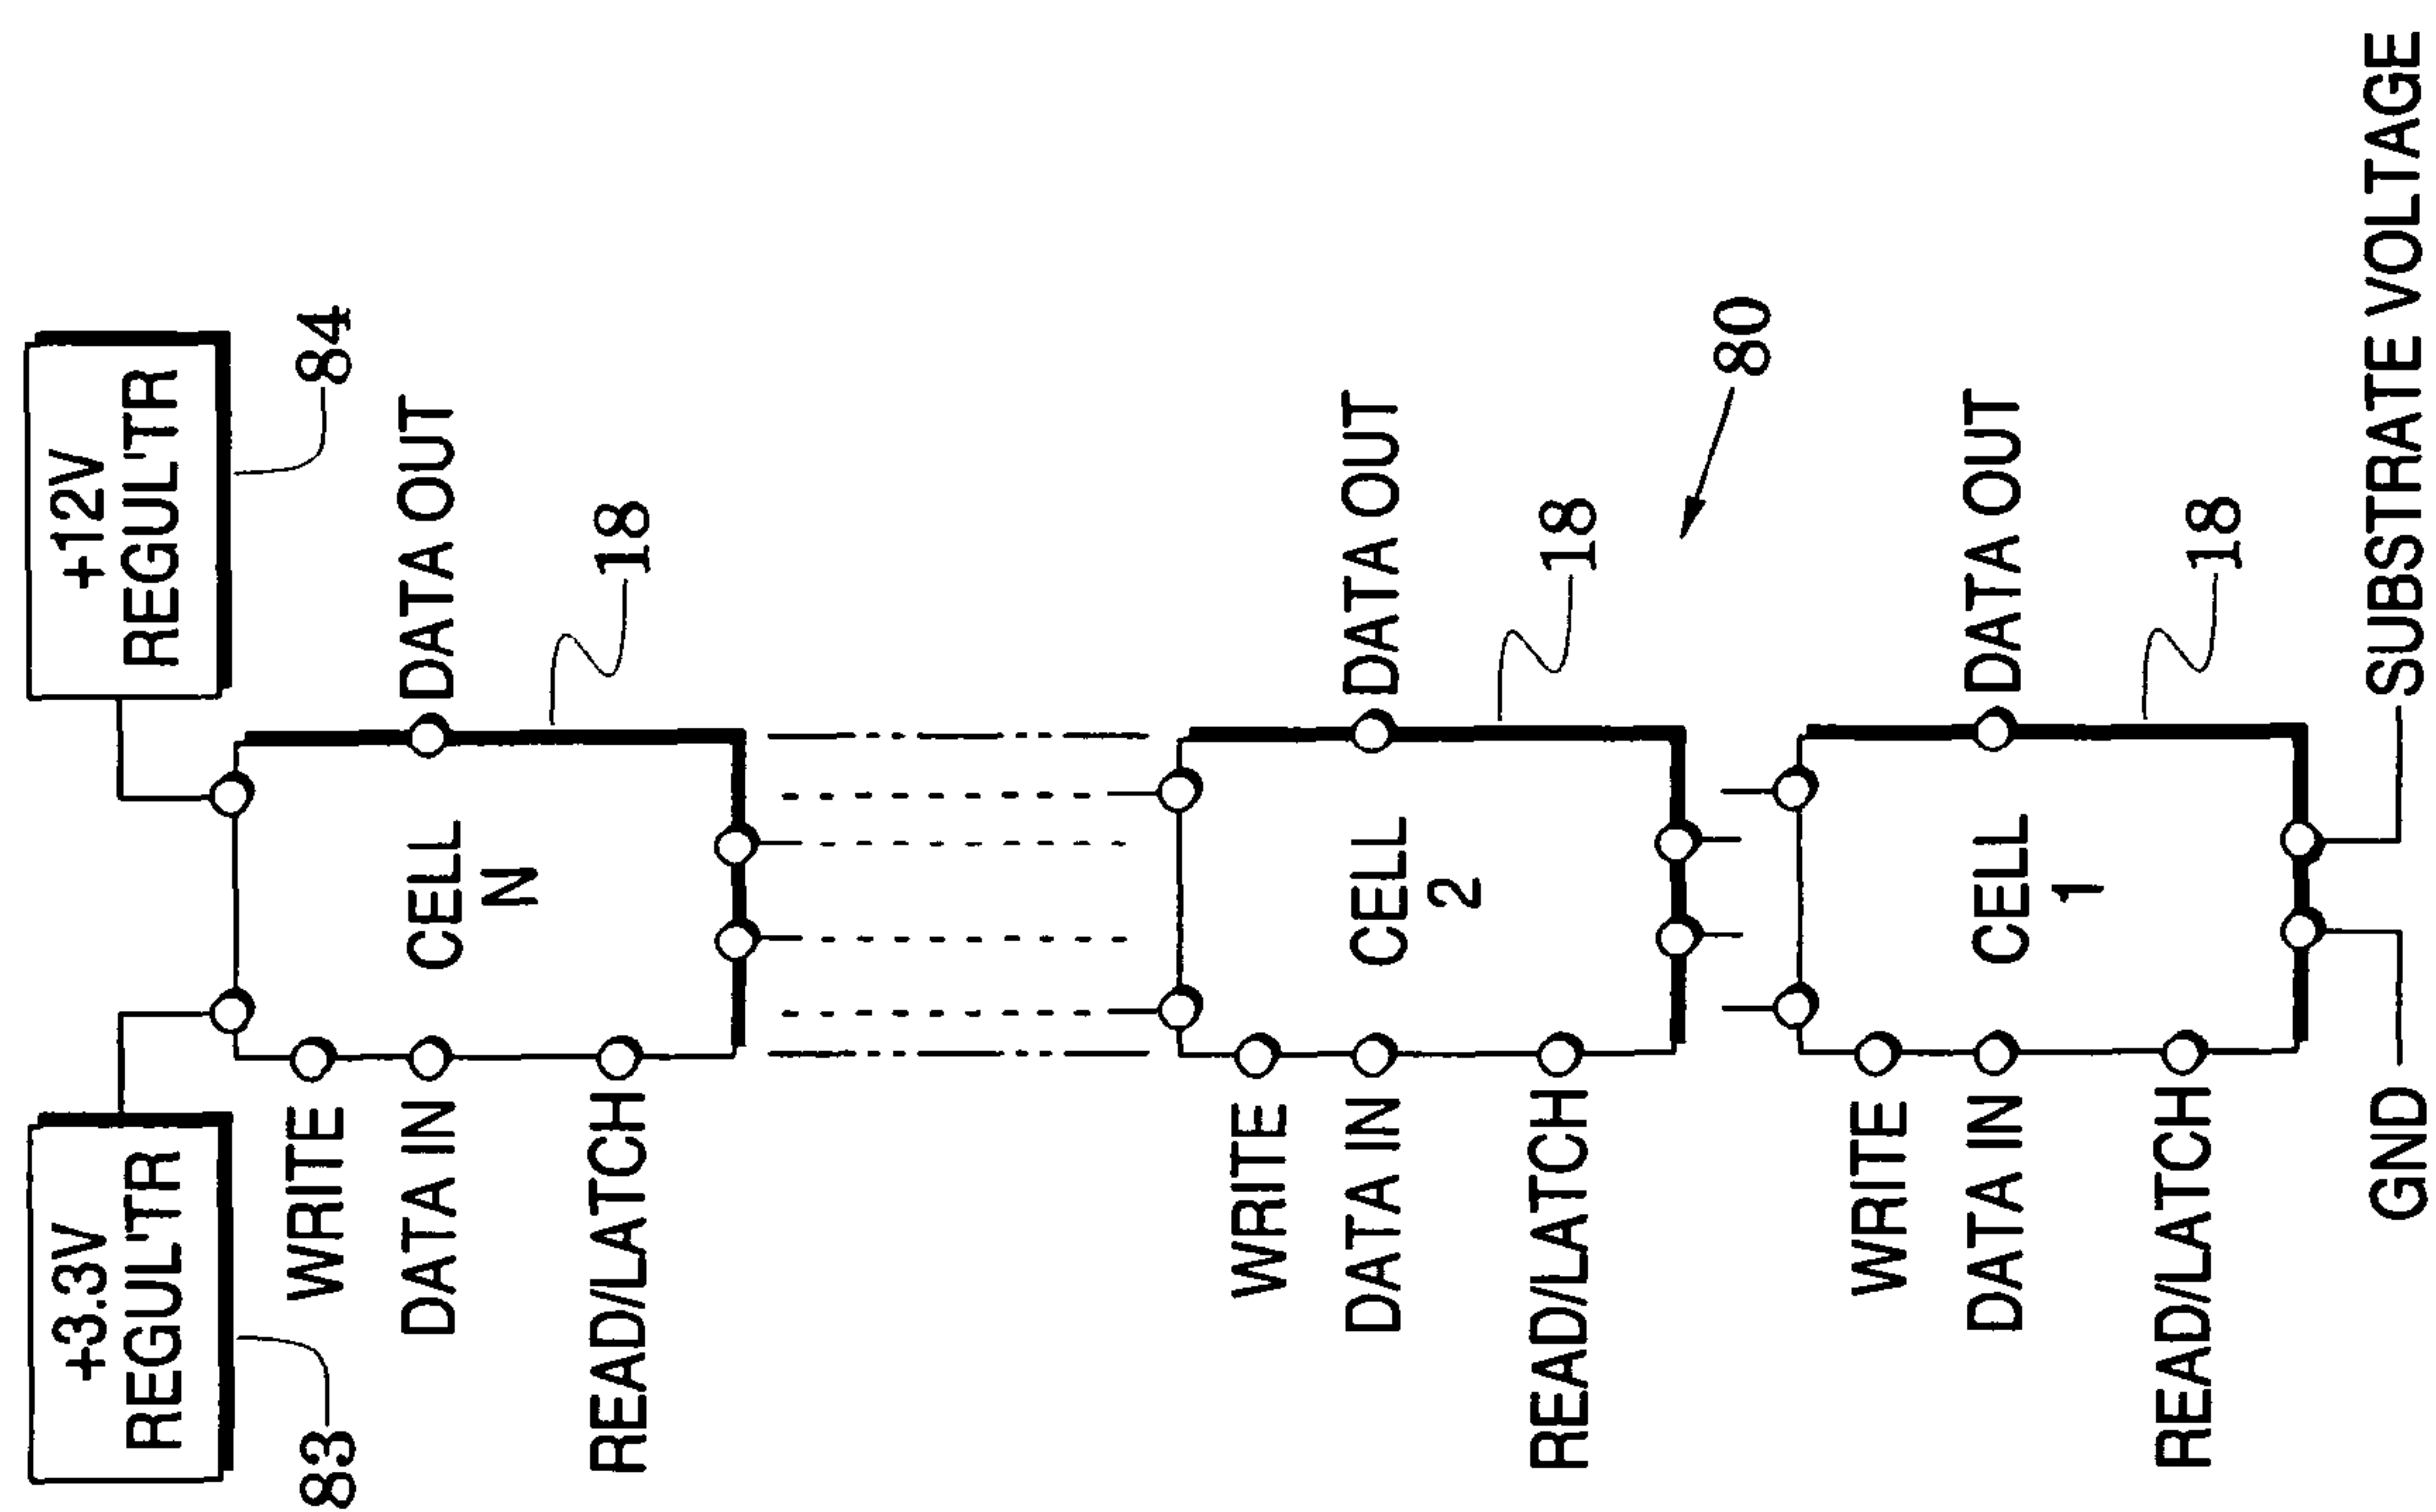 +3.3V
REGUL'TR
+12V
REGUL'TR
83
84
WRITE
DATA IN
READ/LATCH
CELL
N
DATA OUT
18
WRITE
DATA IN
READ/LATCH
CELL
2
DATA OUT
18
80
WRITE
DATA IN
READ/LATCH
CELL
1
DATA OUT
18
GND
SUBSTRATE VOLTAGE